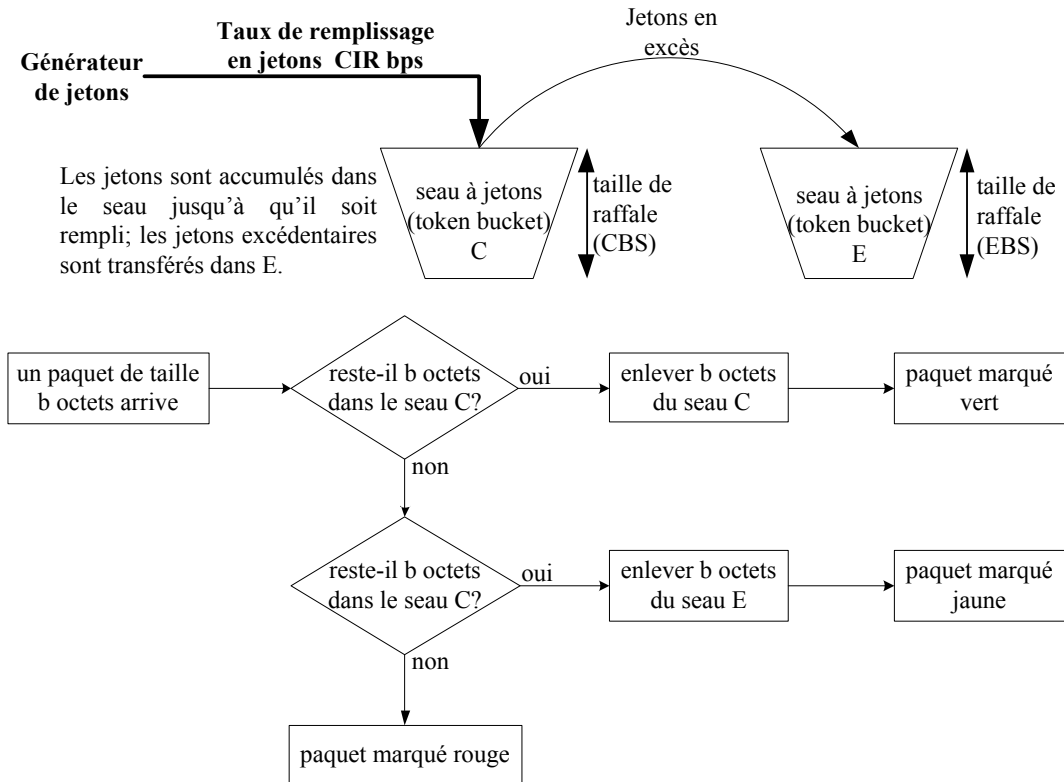 Générateur
de jetons
Taux de remplissage
en jetons CIR bps
Jetons en
excès
Les jetons sont accumulés dans
le seau jusqu'à qu'il soit
rempli; les jetons excédentaires
sont transférés dans E.
seau à jetons
(token bucket)
C
taille de
raffale
(CBS)
seau à jetons
(token bucket)
E
taille de
raffale
(EBS)
un paquet de taille
b octets arrive
reste-il b octets
dans le seau C?
oui
enlever b octets
du seau C
paquet marqué
vert
non
reste-il b octets
dans le seau C?
oui
enlever b octets
du seau E
paquet marqué
jaune
non
paquet marqué rouge